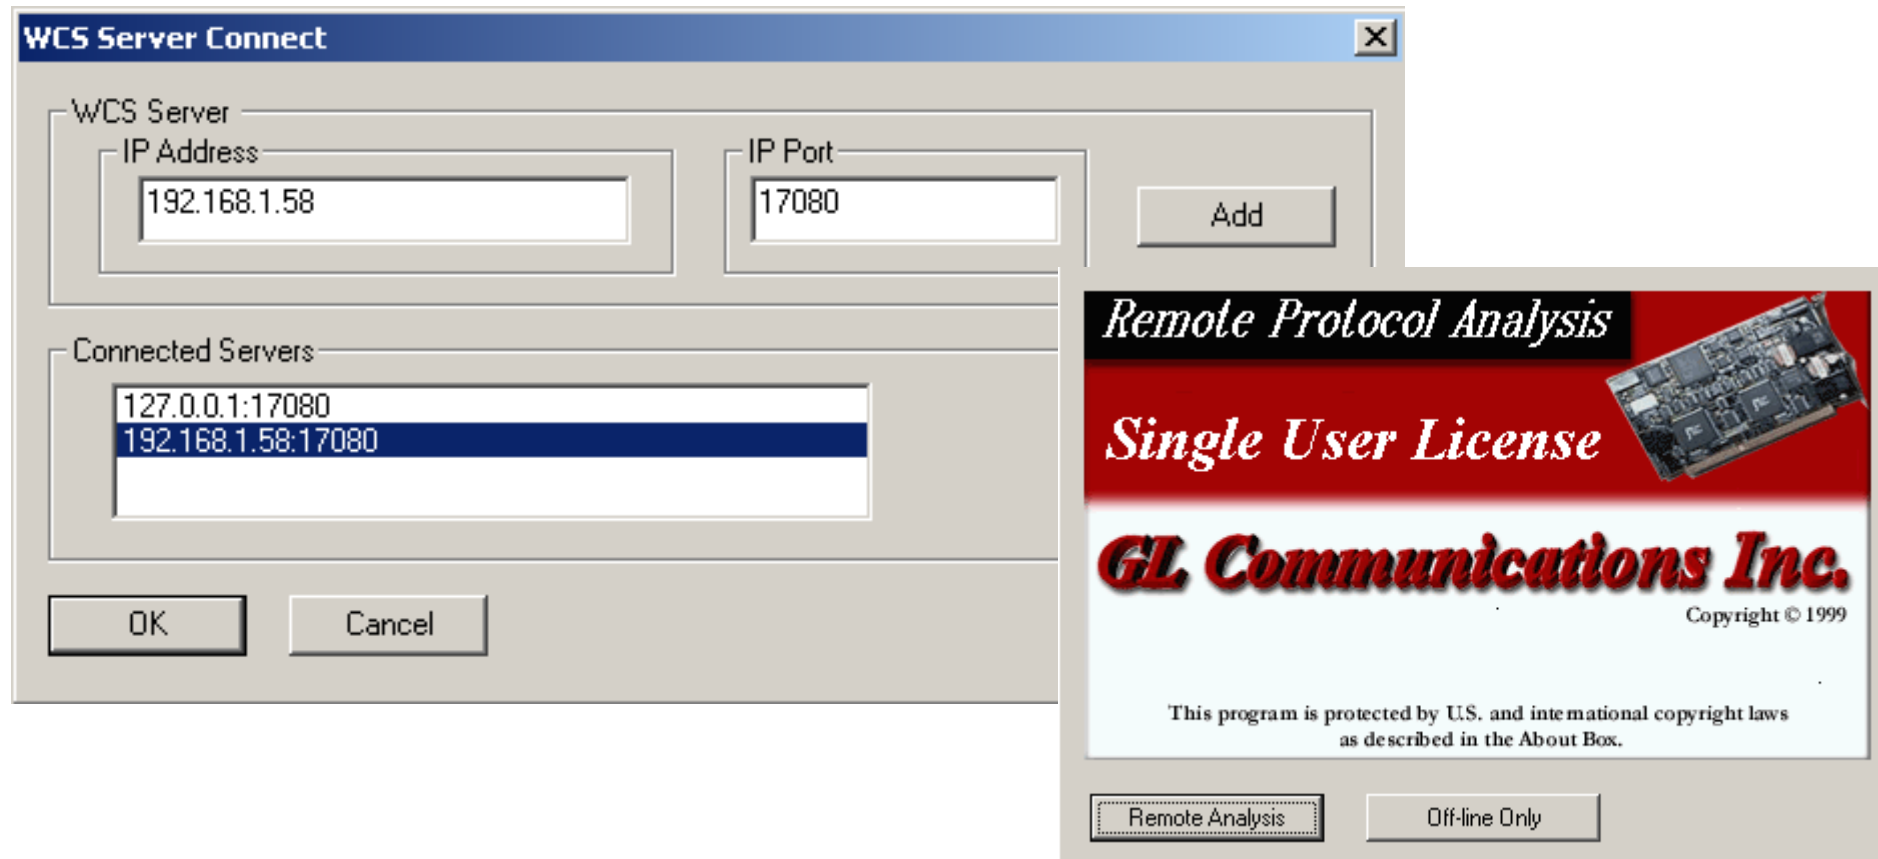 WCS Server Connect
WCS Server
IP Address
192.168.1.58
IP Port
17080
Add
Connected Servers
127.0.0.1:17080
192.168.1.58:17080
OK
Cancel
Remote Protocol Analysis
Single User License
GL Communications Inc.
Copyright © 1999
This program is protected by U.S. and international copyright laws
as described in the About Box.
Remote Analysis
Off-line Only